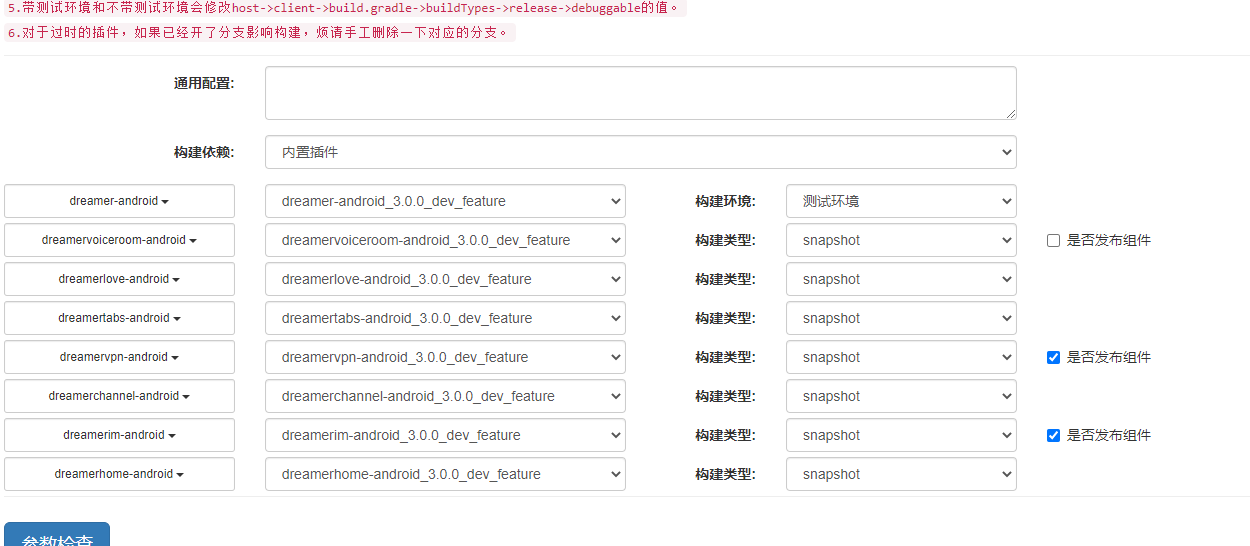 5.带测试环境和不带测试环境会修改host->client->build.gradle->buildTypes->release->debuggable的值。
6.对于过时的插件，如果已经开了分支影响构建，烦请手工删除一下对应的分支。
通用配置:
构建依赖: 内置插件
dreamer-android dreamer-android_3.0.0_dev_feature 构建环境: 测试环境
dreamervoiceroom-android dreamervoiceroom-android_3.0.0_dev_feature 构建类型: snapshot 是否发布组件
dreamerlove-android dreamerlove-android_3.0.0_dev_feature 构建类型: snapshot
dreamertabs-android dreamertabs-android_3.0.0_dev_feature 构建类型: snapshot
dreamervpn-android dreamervpn-android_3.0.0_dev_feature 构建类型: snapshot 是否发布组件
dreamerchannel-android dreamerchannel-android_3.0.0_dev_feature 构建类型: snapshot
dreamerim-android dreamerim-android_3.0.0_dev_feature 构建类型: snapshot 是否发布组件
dreamerhome-android dreamerhome-android_3.0.0_dev_feature 构建类型: snapshot
参数检查